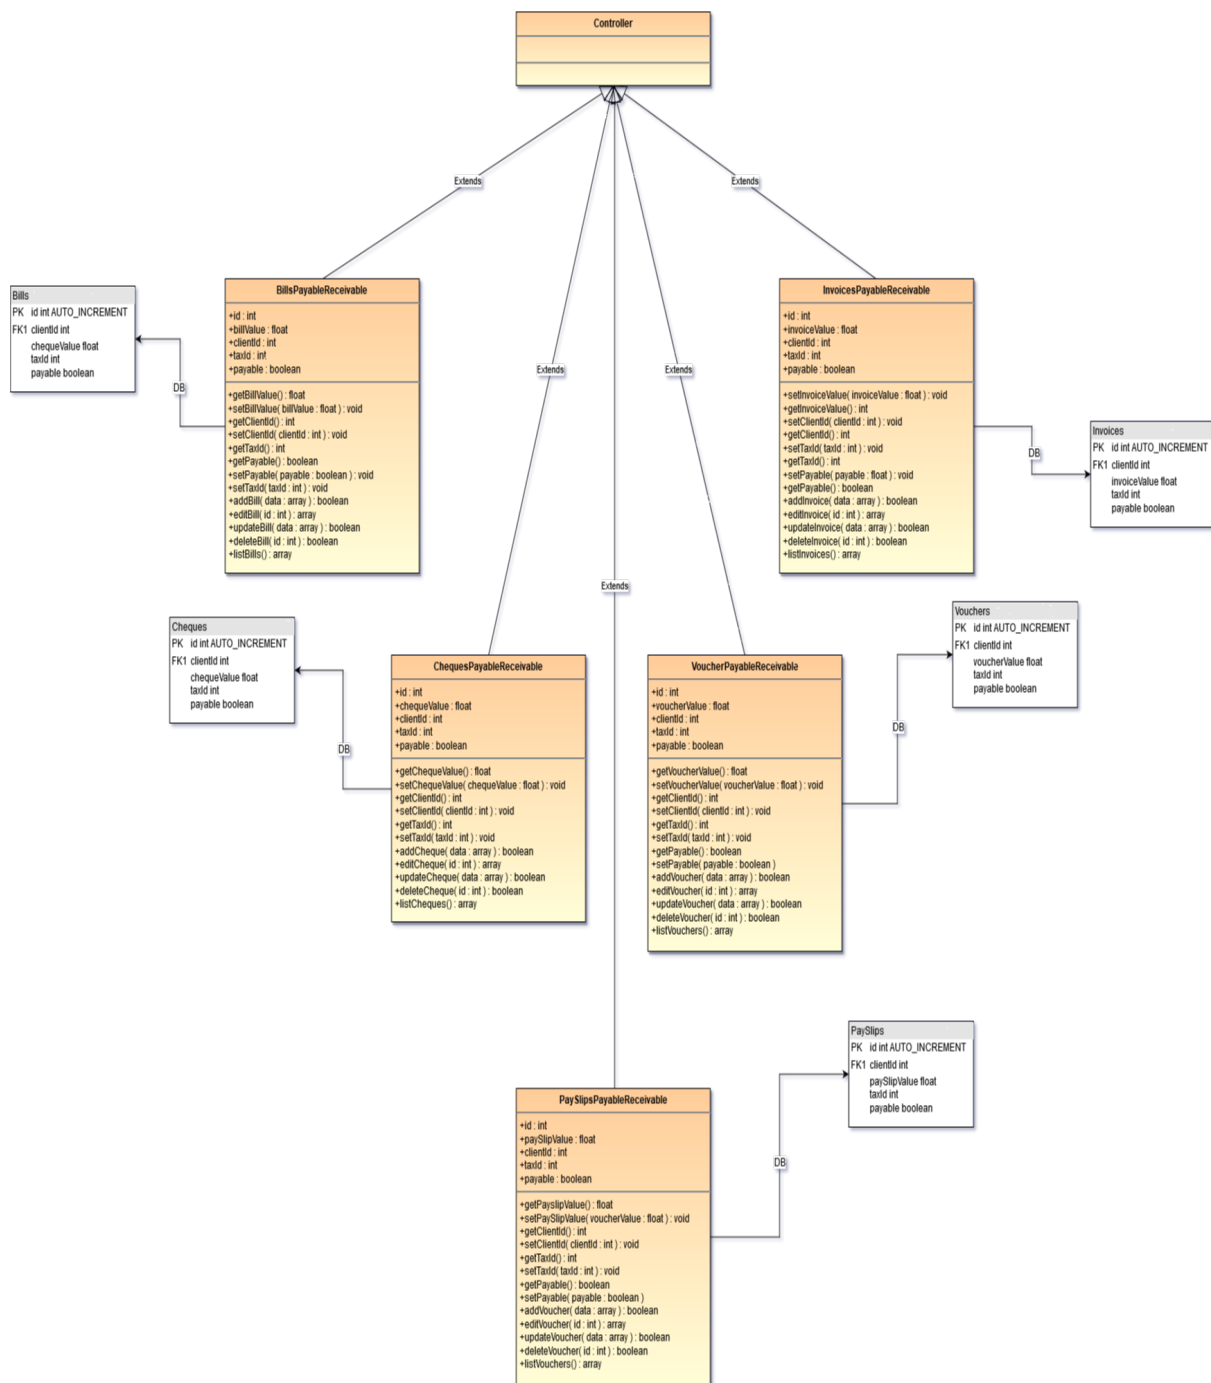 Controller
Extends
Extends
Bills
PK id int AUTO_INCREMENT
FK1 clientId int
chequeValue float
taxId int
payable boolean
DB
BillsPayableReceivable
+id : int
+billValue : float
+clientId : int
+taxId : int
+payable : boolean
+getBillValue() : float
+setBillValue( billValue : float ) : void
+getClientId() : int
+setClientId( clientId : int ) : void
+getTaxId() : int
+getPayable() : boolean
+setPayable( payable : boolean ) : void
+setTaxId( taxId : int ) : void
+addBill( data : array ) : boolean
+editBill( id : int ) : array
+updateBill( data : array ) : boolean
+deleteBill( id : int ) : boolean
+listBills() : array
Extends
Extends
InvoicesPayableReceivable
+id : int
+invoiceValue : float
+clientId : int
+taxId : int
+payable : boolean
+setInvoiceValue( invoiceValue : float ) : void
+getInvoiceValue() : int
+setClientId( clientId : int ) : void
+getClientId() : int
+setTaxId( taxId : int ) : void
+getTaxId() : int
+setPayable( payable : float ) : void
+getPayable() : boolean
+addInvoice( data : array ) : boolean
+editInvoice( id : int ) : array
+updateInvoice( data : array ) : boolean
+deleteInvoice( id : int ) : boolean
+listInvoices() : array
DB
Invoices
PK id int AUTO_INCREMENT
FK1 clientId int
invoiceValue float
taxId int
payable boolean
Extends
Cheques
PK id int AUTO_INCREMENT
FK1 clientId int
chequeValue float
taxId int
payable boolean
DB
ChequesPayableReceivable
+id : int
+chequeValue : float
+clientId : int
+taxId : int
+payable : boolean
+getChequeValue() : float
+setChequeValue( chequeValue : float ) : void
+getClientId() : int
+setClientId( clientId : int ) : void
+getTaxId() : int
+setTaxId( taxId : int ) : void
+addCheque( data : array ) : boolean
+editCheque( id : int ) : array
+updateCheque( data : array ) : boolean
+deleteCheque( id : int ) : boolean
+listCheques() : array
VoucherPayableReceivable
+id : int
+voucherValue : float
+clientId : int
+taxId : int
+payable : boolean
+getVoucherValue() : float
+setVoucherValue( voucherValue : float ) : void
+getClientId() : int
+setClientId( clientId : int ) : void
+getTaxId() : int
+setTaxId( taxId : int ) : void
+getPayable() : boolean
+setPayable( payable : boolean )
+addVoucher( data : array ) : boolean
+editVoucher( id : int ) : array
+updateVoucher( data : array ) : boolean
+deleteVoucher( id : int ) : boolean
+listVouchers() : array
DB
Vouchers
PK id int AUTO_INCREMENT
FK1 clientId int
voucherValue float
taxId int
payable boolean
PaySlips
PK id int AUTO_INCREMENT
FK1 clientId int
paySlipValue float
taxId int
payable boolean
DB
PaySlipsPayableReceivable
+id : int
+paySlipValue : float
+clientId : int
+taxId : int
+payable : boolean
+getPayslipValue() : float
+setPaySlipValue( voucherValue : float ) : void
+getClientId() : int
+setClientId( clientId : int ) : void
+getTaxId() : int
+setTaxId( taxId : int ) : void
+getPayable() : boolean
+setPayable( payable : boolean )
+addVoucher( data : array ) : boolean
+editVoucher( id : int ) : array
+updateVoucher( data : array ) : boolean
+deleteVoucher( id : int ) : boolean
+listVouchers() : array